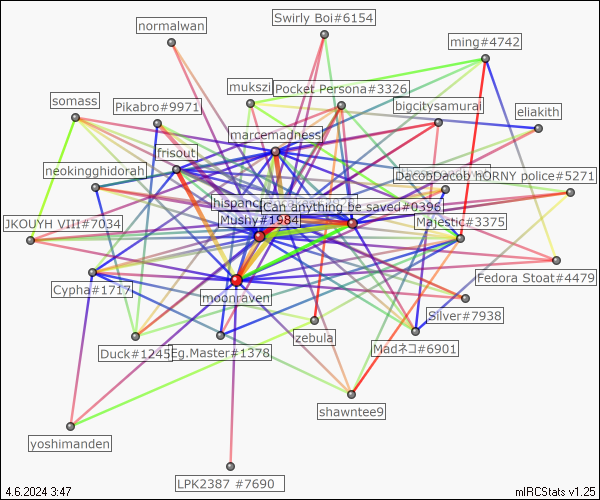 Swirly Boi#6154
normalwan
ming#4742
mukszi
Pocket Persona#3326
somass
Pikabro#9971
bigcitysamurai
eliakith
marcemadness
frisout
neokingghidorah
DacobDacob hORNY police#5271
hispanc
Can anything be saved#0396
JKOUYH VIII#7034
Mushy#1984
Majestic#3375
Fedora Stoat#4479
Cypha#1717
moonraven
Silver#7938
zebula
Duck#1245
Eg.Master#1378
Madネコ#6901
shawntee9
yoshimanden
LPK2387 #7690
4.6.2024 3:47
mIRCStats v1.25